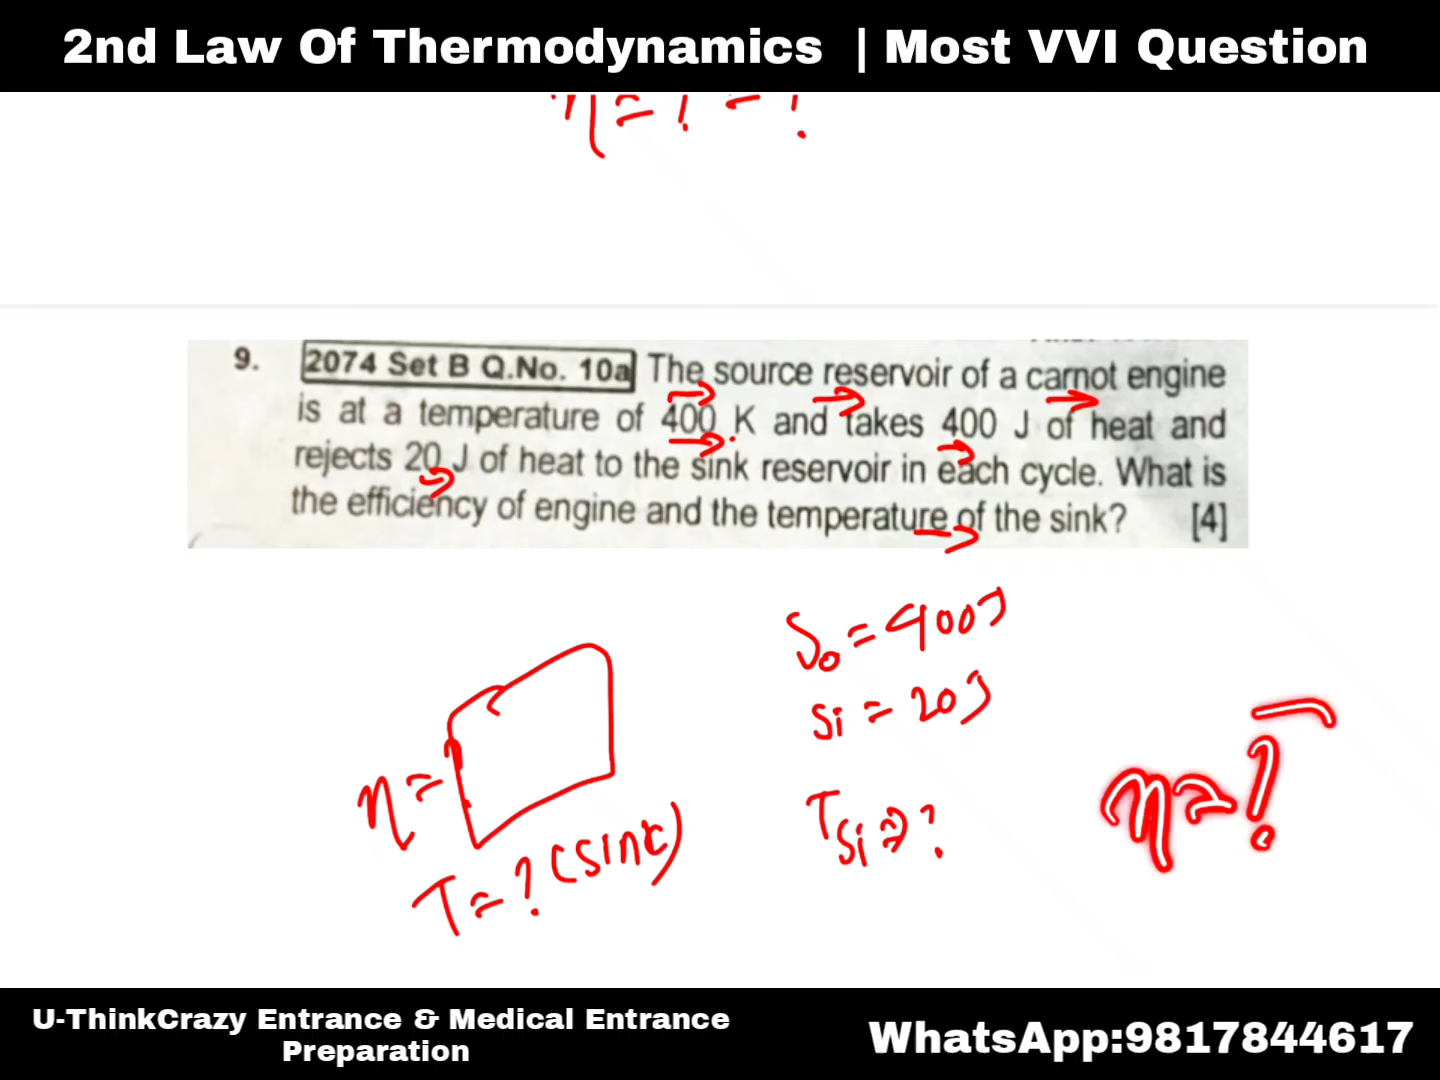 2nd Law Of Thermodynamics | Most VVI Question
η = ? = ?
9. 2074 Set B Q.No. 10a The source reservoir of a carnot engine
is at a temperature of 400 K and takes 400 J of heat and
rejects 20 J of heat to the sink reservoir in each cycle. What is
the efficiency of engine and the temperature of the sink? [4]
So = 400J
Si = 20J
η =
T = ? (sink)
TSi = ?
η = ?
U-ThinkCrazy Entrance & Medical Entrance
Preparation
WhatsApp:9817844617